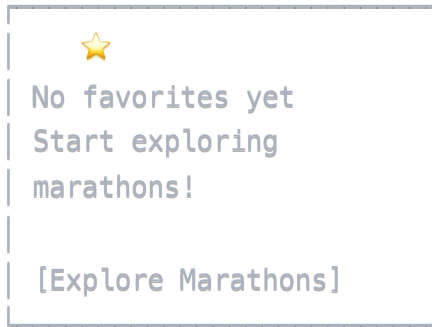 ⭐
No favorites yet
Start exploring
marathons!
[Explore Marathons]